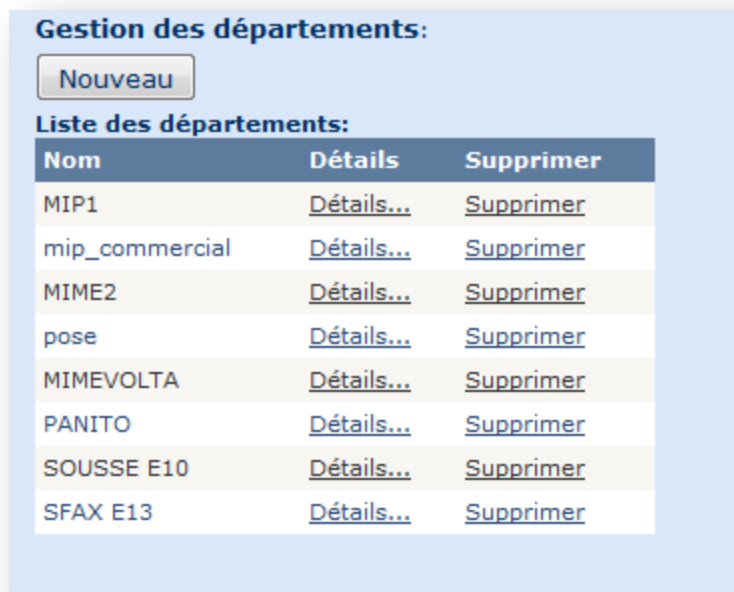 Gestion des départements:
Nouveau
Liste des départements:
Nom Détails Supprimer
MIP1 Détails... Supprimer
mip_commercial Détails... Supprimer
MIME2 Détails... Supprimer
pose Détails... Supprimer
MIMEVOLTA Détails... Supprimer
PANITO Détails... Supprimer
SOUSSE E10 Détails... Supprimer
SFAX E13 Détails... Supprimer